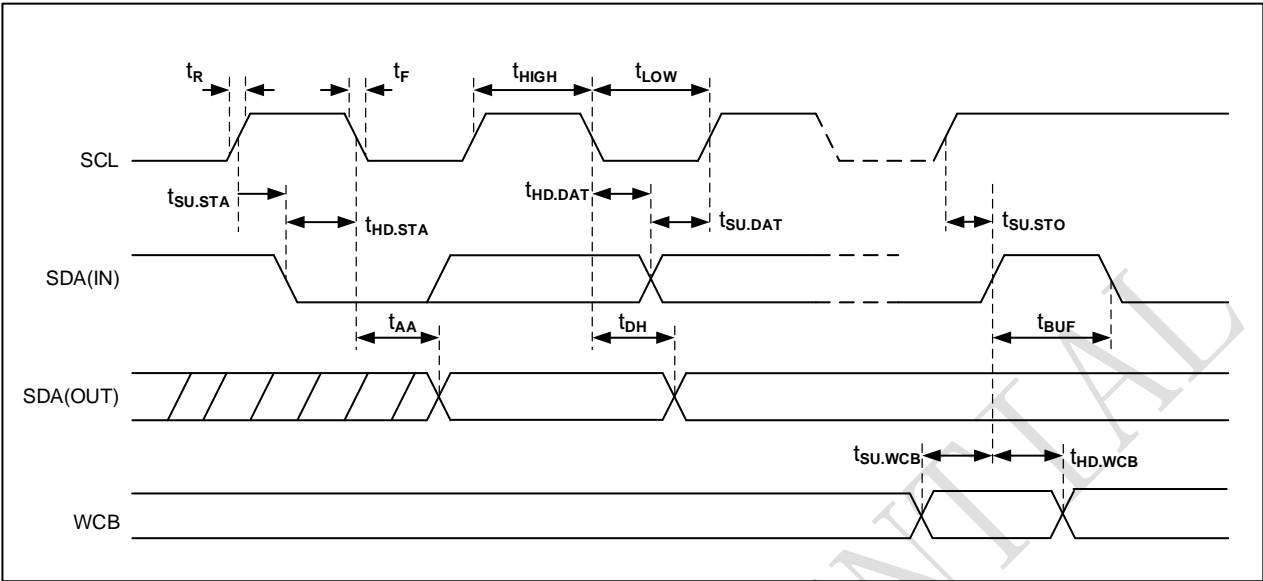 tR
tF
tHIGH
tLOW
SCL
tSU.STA
tHD.STA
tHD.DAT
tSU.DAT
tSU.STO
SDA(IN)
tAA
tDH
tBUF
SDA(OUT)
tSU.WCB
tHD.WCB
WCB
NTIAL